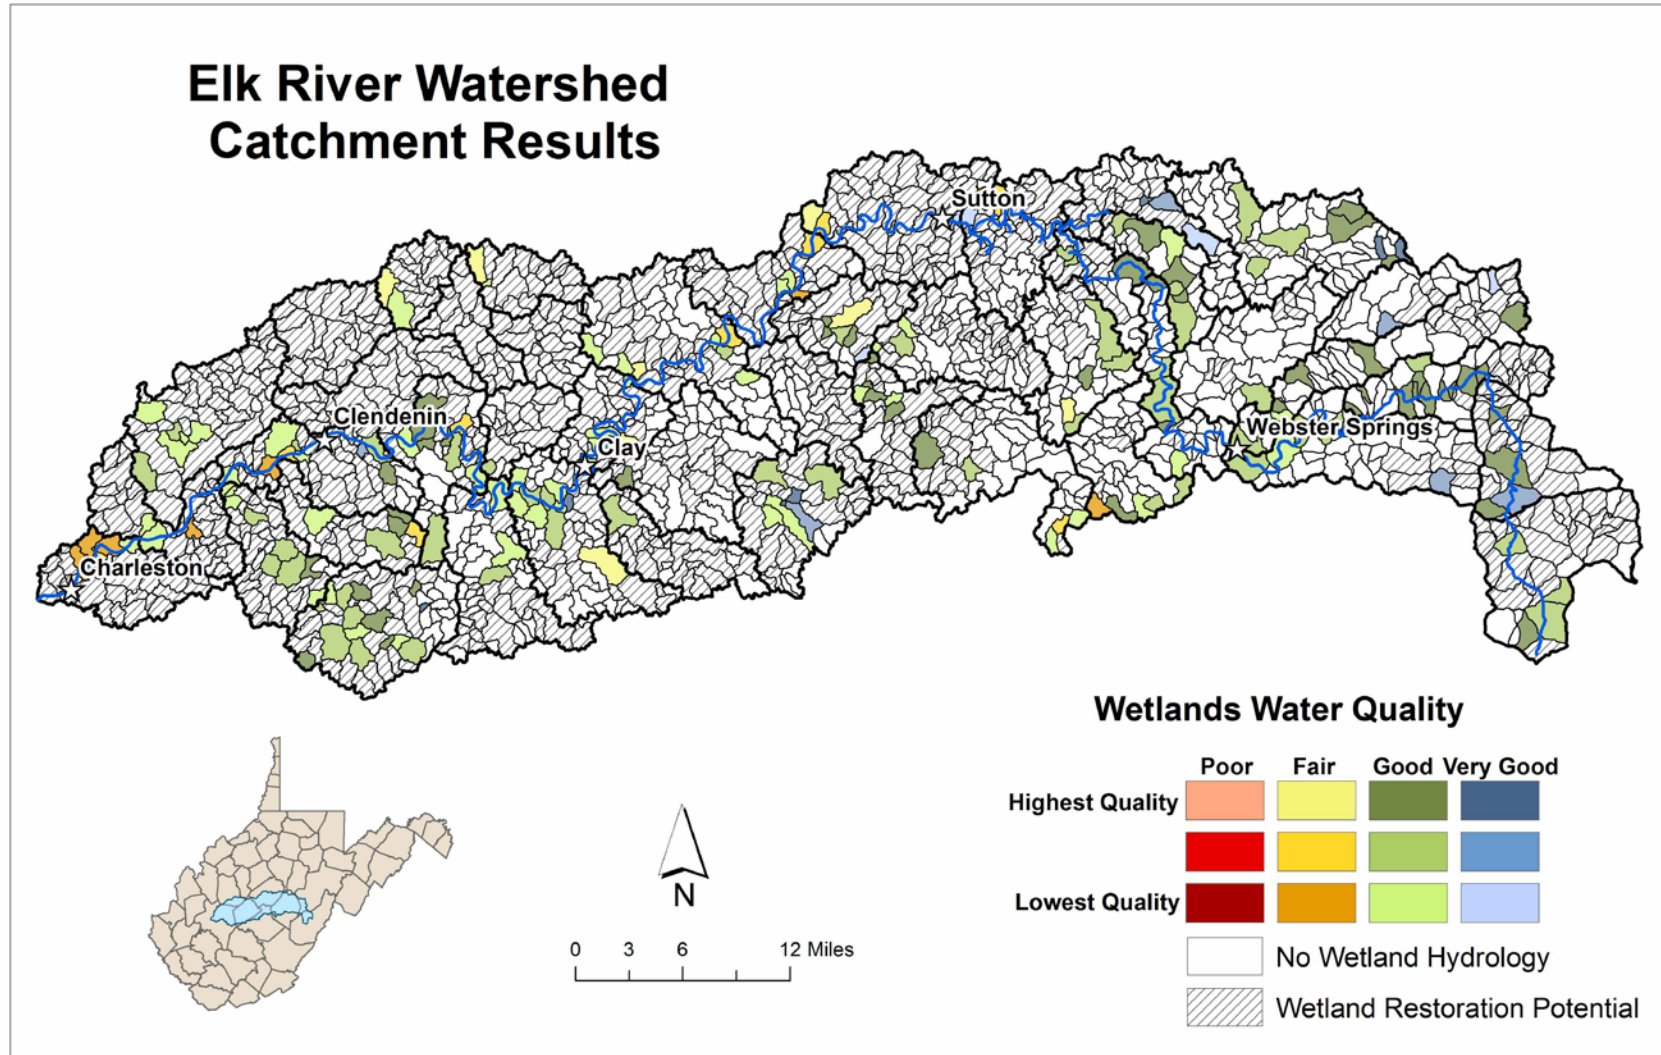 Elk River Watershed
Catchment Results
Sutton
Clendenin
Clay
Webster Springs
Charleston
Wetlands Water Quality
Poor Fair Good Very Good
Highest Quality
Lowest Quality
No Wetland Hydrology
Wetland Restoration Potential
N
0 3 6 12 Miles